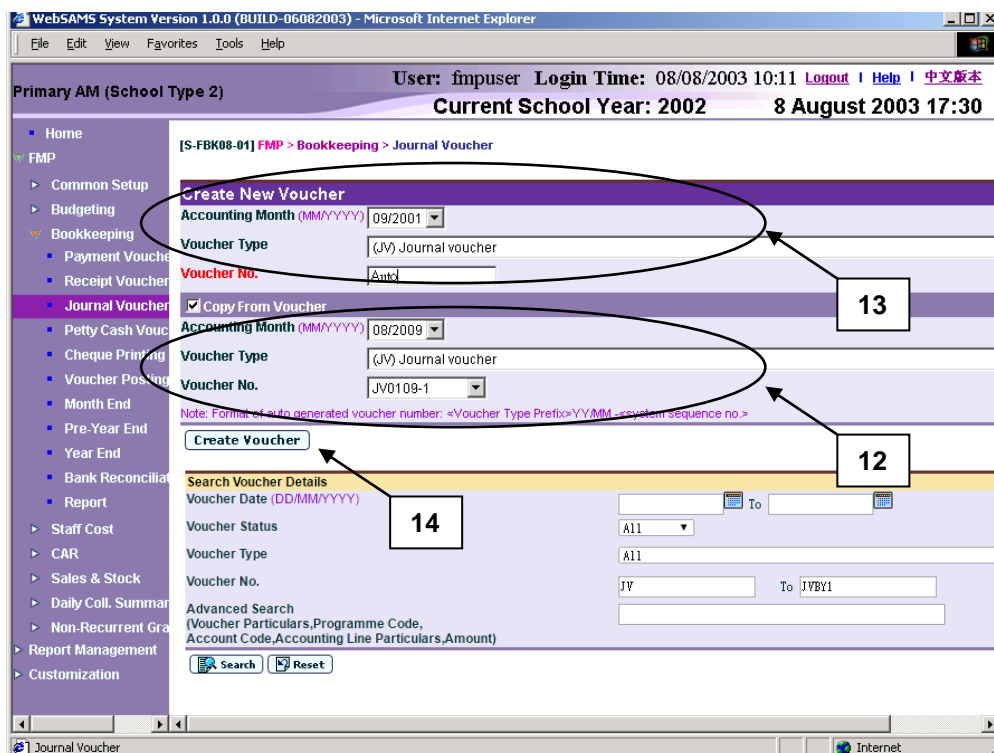 WebSAMS System Version 1.0.0 (BUILD-06082003) - Microsoft Internet Explorer
File Edit View Favorites Tools Help
Primary AM (School Type 2)
User: fmpuser Login Time: 08/08/2003 10:11 Logout | Help | 中文版本
Current School Year: 2002 8 August 2003 17:30
Home
FMP
Common Setup
Budgeting
Bookkeeping
Payment Vouche
Receipt Voucher
Journal Voucher
Petty Cash Vouc
Cheque Printing
Voucher Posting
Month End
Pre-Year End
Year End
Bank Reconciliat
Report
Staff Cost
CAR
Sales & Stock
Daily Coll. Summar
Non-Recurrent Gra
Report Management
Customization
[S-FBK08-01] FMP > Bookkeeping > Journal Voucher
Create New Voucher
Accounting Month (MM/YYYY) 09/2001
Voucher Type (JV) Journal voucher
Voucher No. Auto
13
Copy From Voucher
Accounting Month (MM/YYYY) 08/2009
Voucher Type (JV) Journal voucher
Voucher No. JV0109-1
Note: Format of auto generated voucher number: <Voucher Type Prefix>YY/MM -<system sequence no.>
Create Voucher
12
14
Search Voucher Details
Voucher Date (DD/MM/YYYY) To
Voucher Status All
Voucher Type All
Voucher No. JV To JVBY1
Advanced Search
(Voucher Particulars,Programme Code,
Account Code,Accounting Line Particulars,Amount)
Search Reset
Journal Voucher Internet